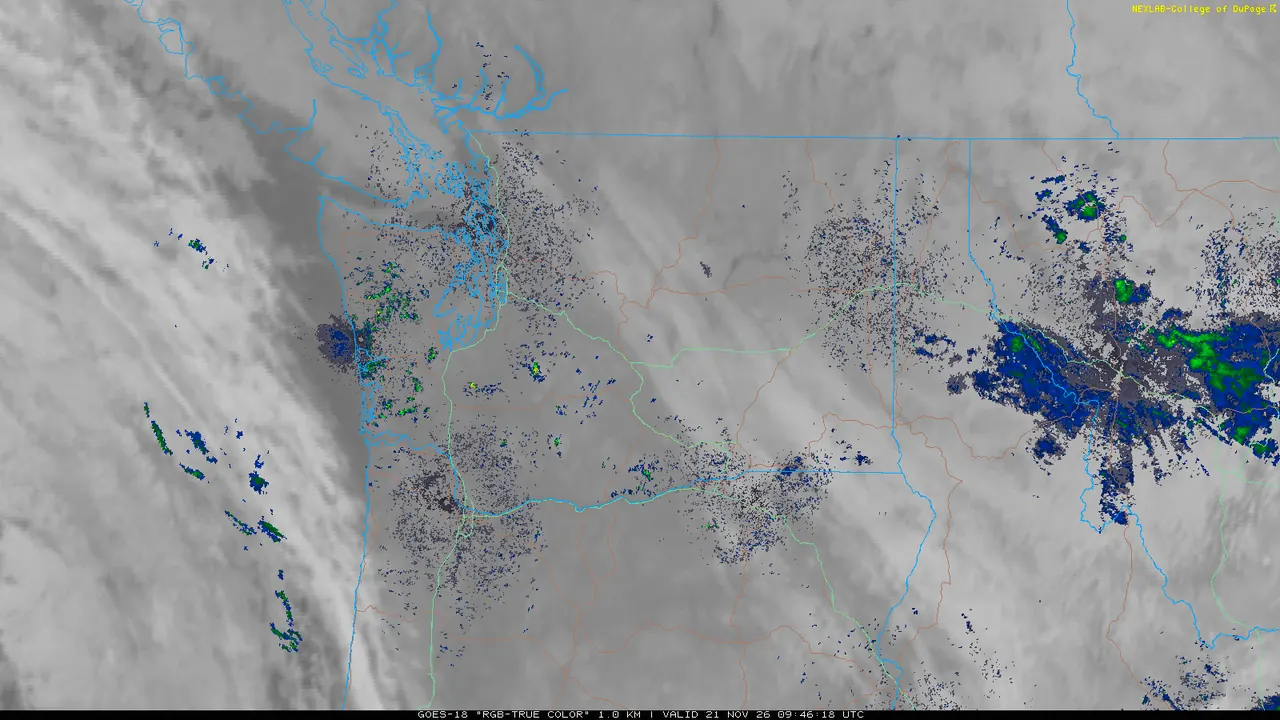 NEXLAB-College of DuPage
GOES-18 "RGB-TRUE COLOR" 1.0 KM | VALID 21 NOV 26 09:46:18 UTC